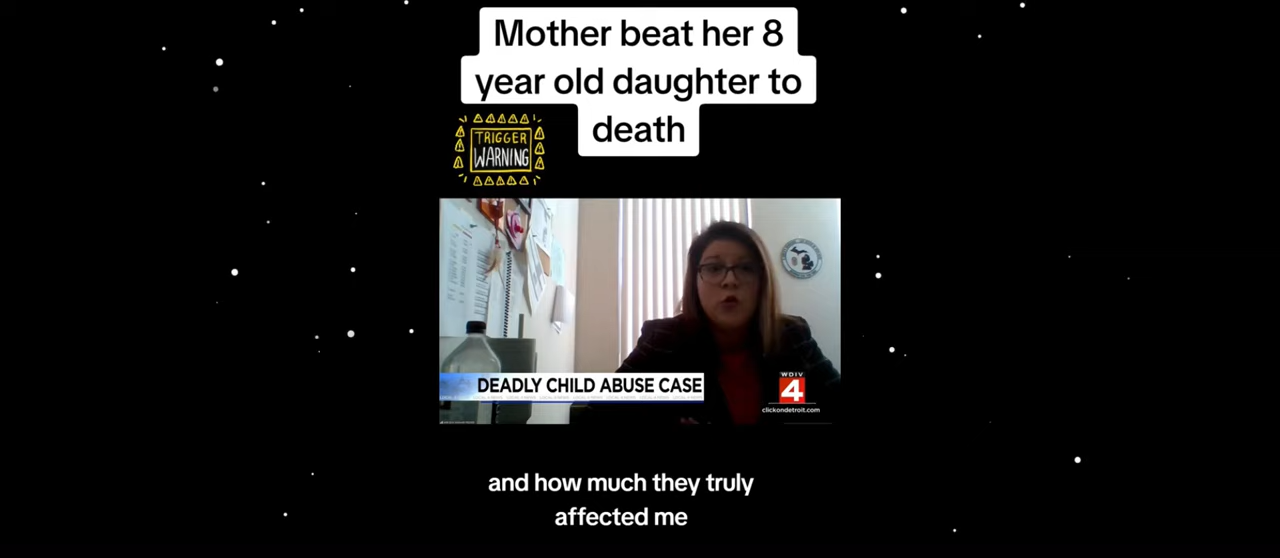 Mother beat her 8
year old daughter to
death
TRIGGER
WARNING
DEADLY CHILD ABUSE CASE
WDIV
4
clickondetroit.com
and how much they truly
affected me